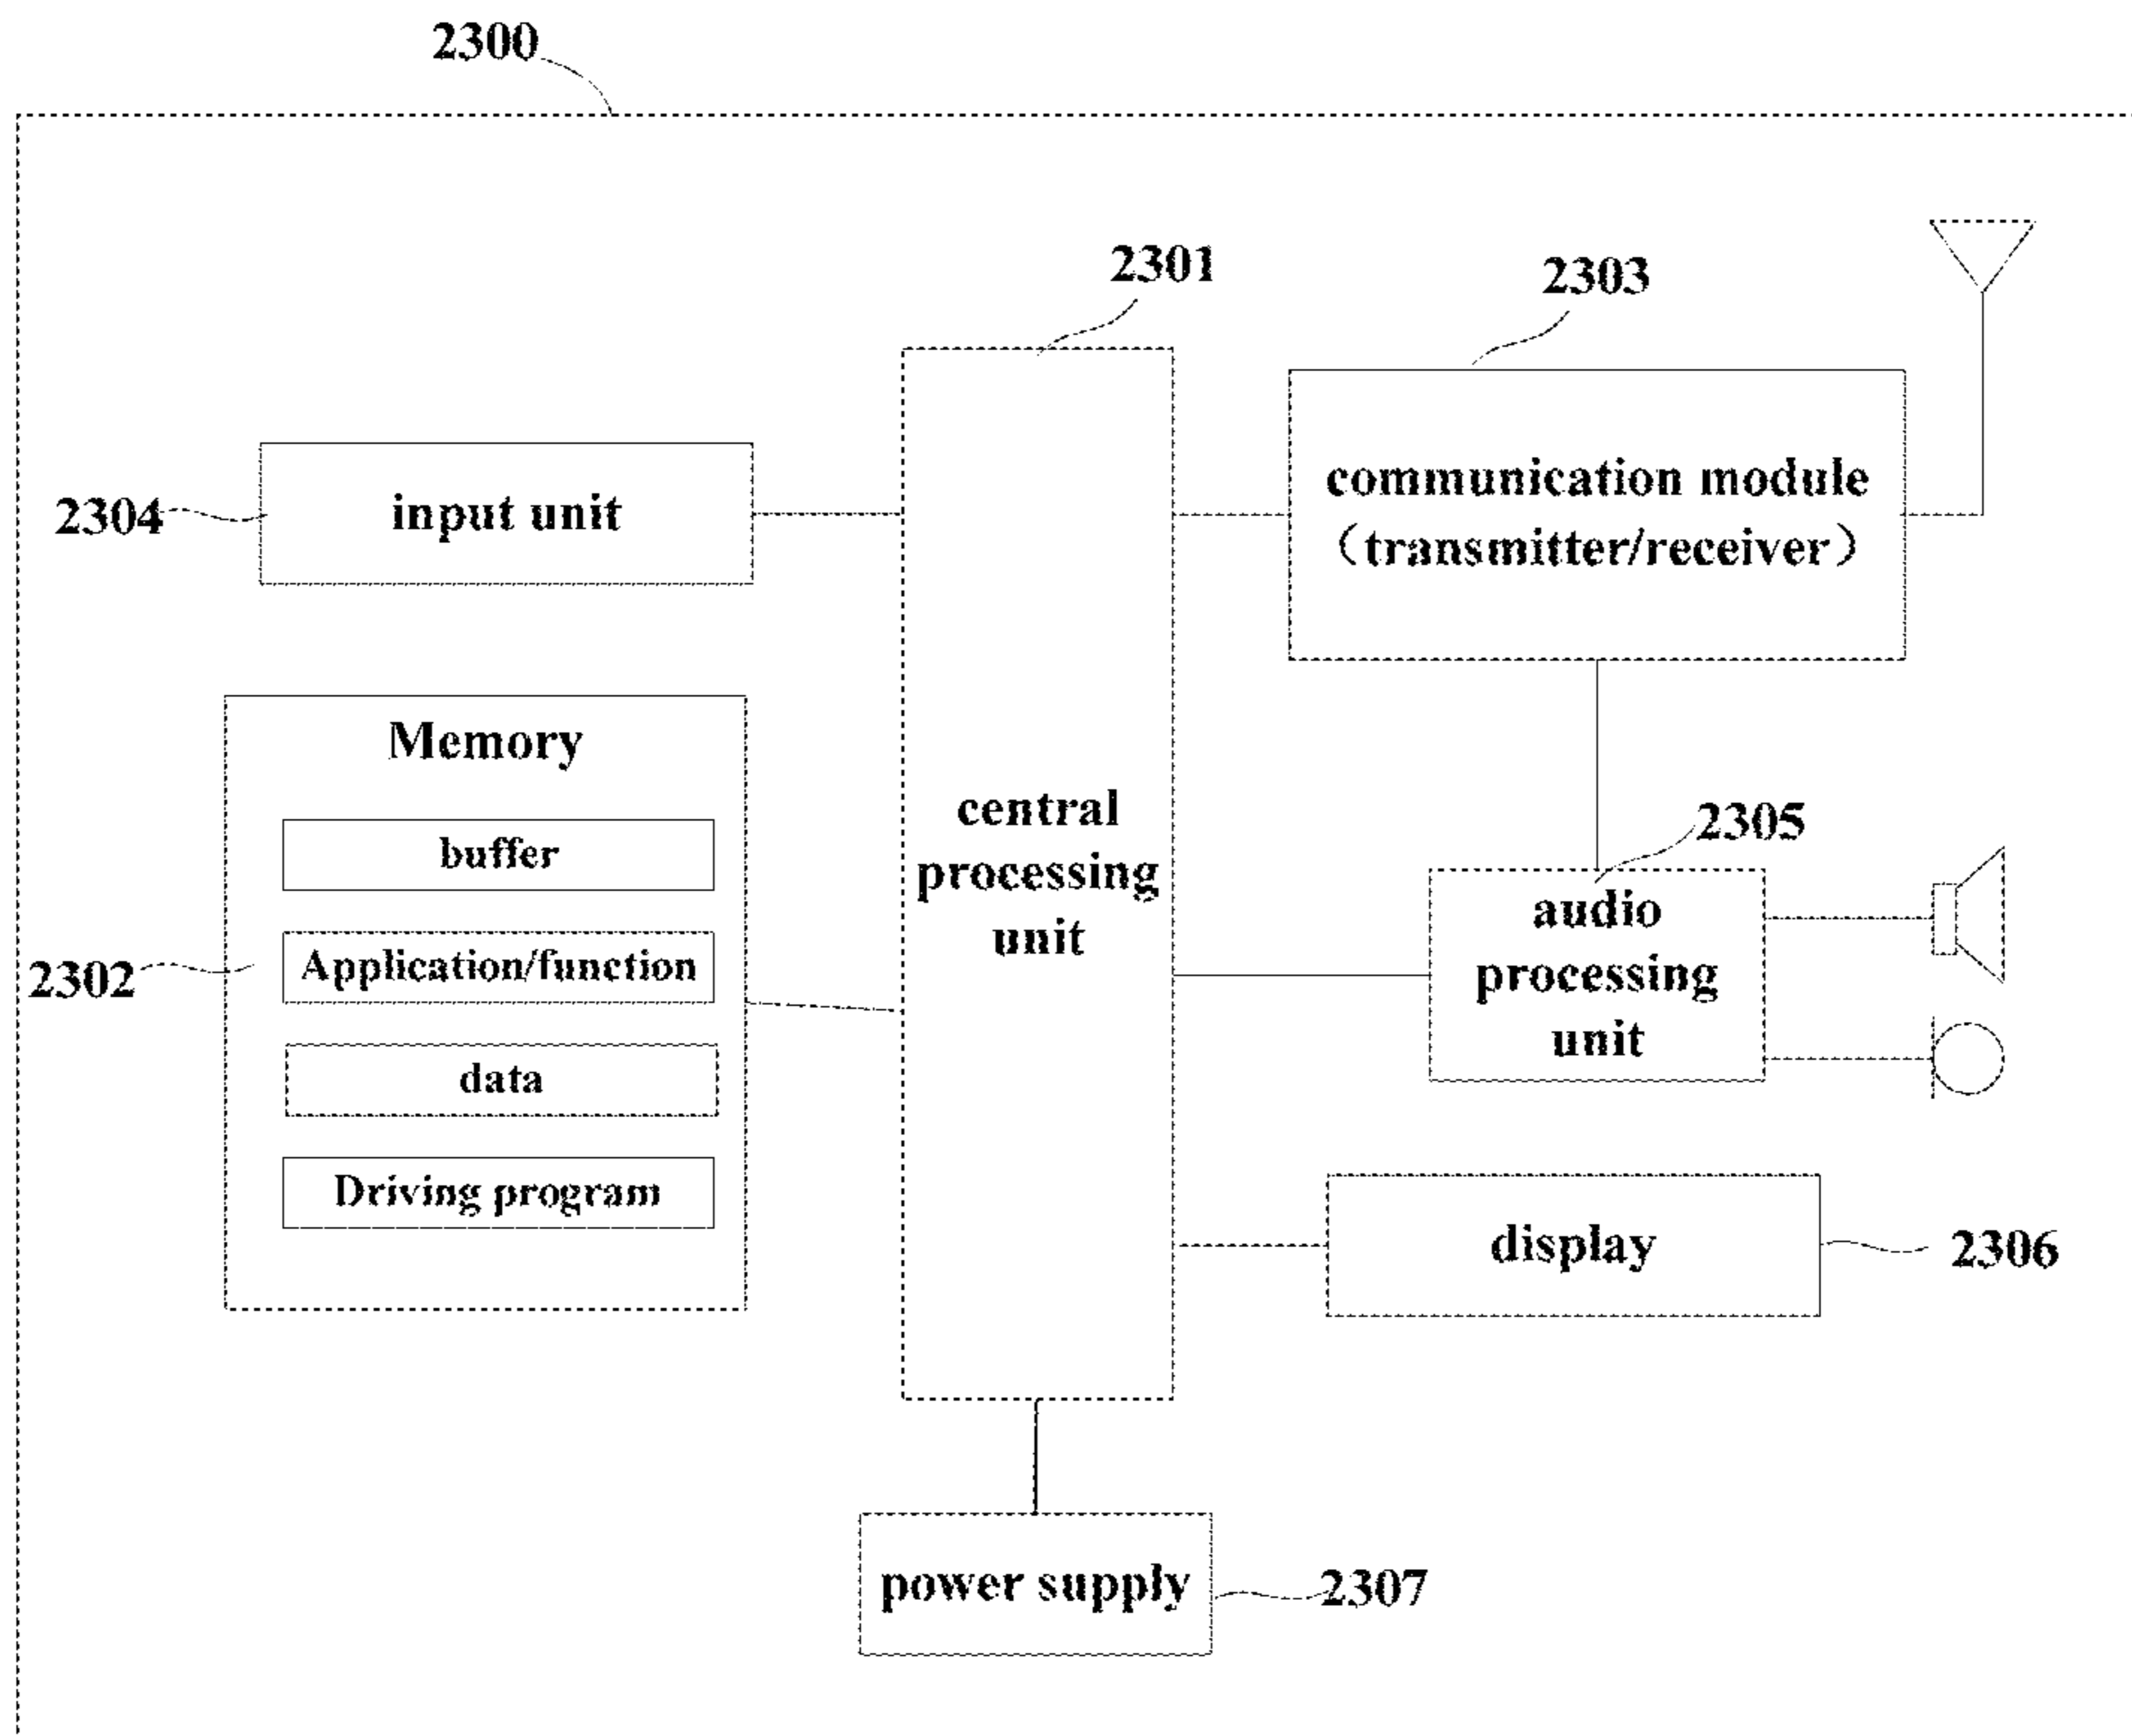 2300
2301
2303
communication module
（transmitter/receiver）
2304
input unit
Memory
buffer
Application/function
data
Driving program
2302
central
processing
unit
2305
audio
processing
unit
display
2306
power supply
2307